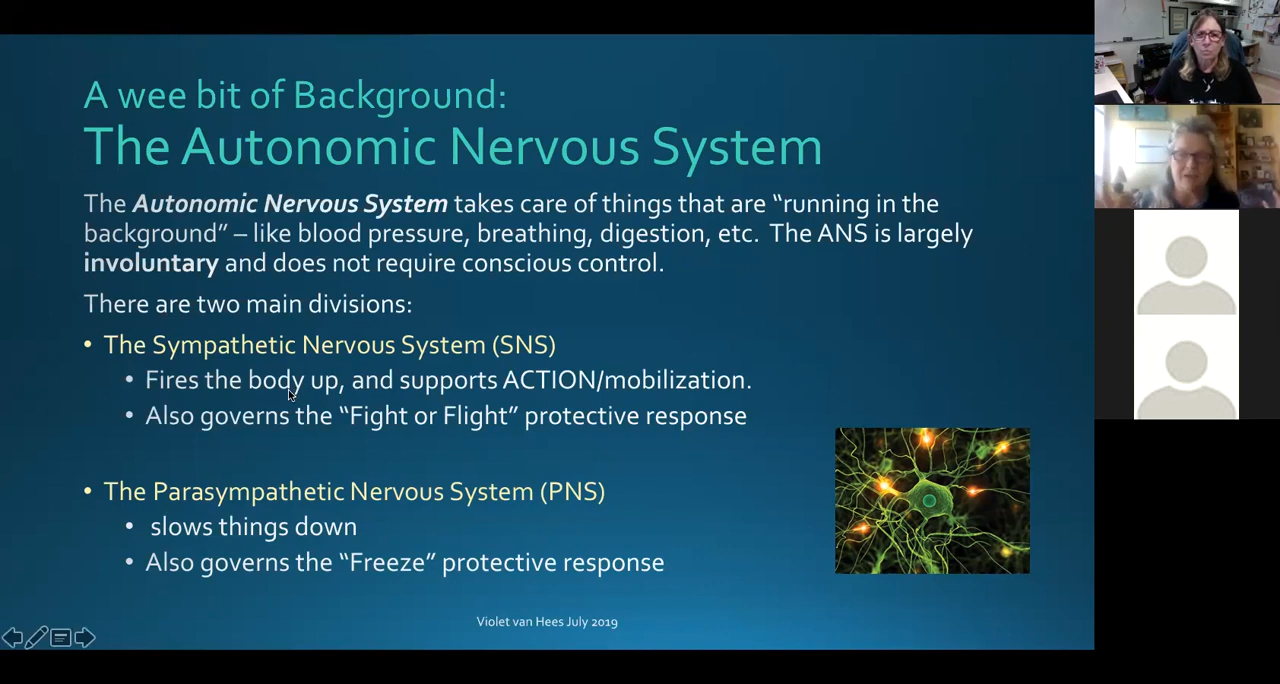 A wee bit of Background:
The Autonomic Nervous System
The Autonomic Nervous System takes care of things that are “running in the
background” – like blood pressure, breathing, digestion, etc. The ANS is largely
involuntary and does not require conscious control.
There are two main divisions:
• The Sympathetic Nervous System (SNS)
• Fires the body up, and supports ACTION/mobilization.
• Also governs the “Fight or Flight” protective response
• The Parasympathetic Nervous System (PNS)
• slows things down
• Also governs the “Freeze” protective response
Violet van Hees July 2019